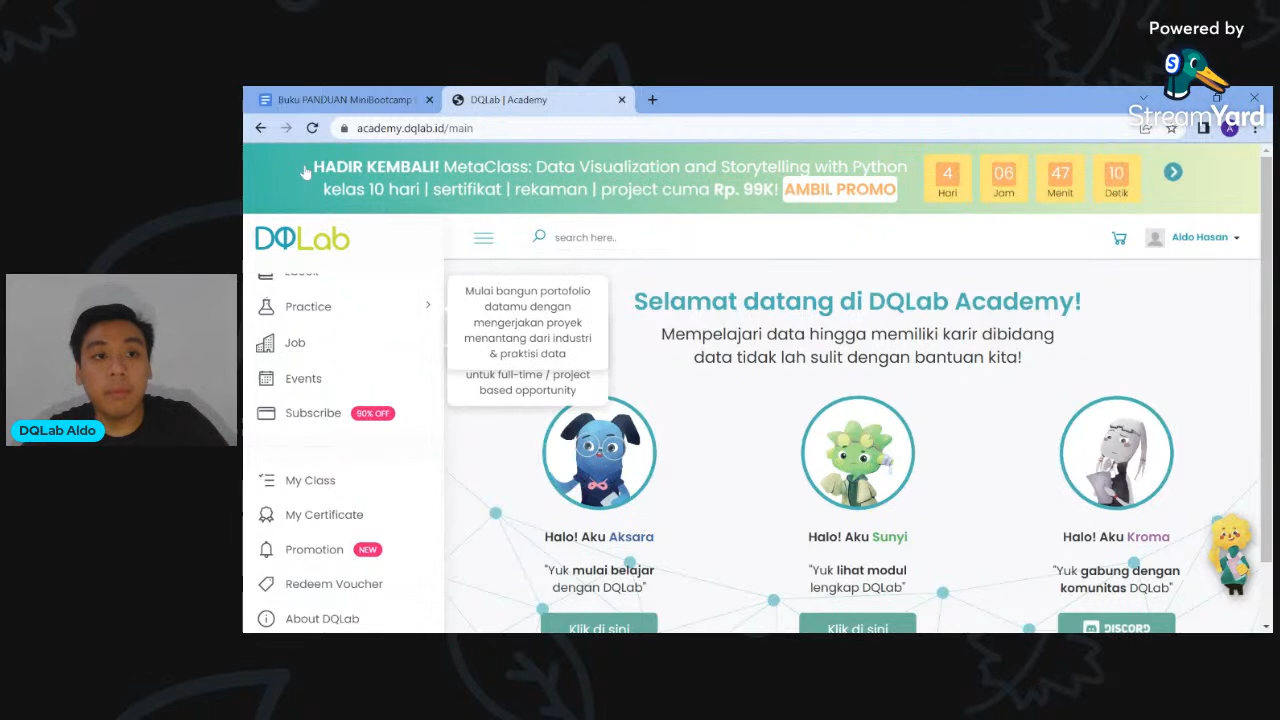 Powered by
StreamYard
Buku PANDUAN MiniBootcamp
DQLab | Academy
academy.dqlab.id/main
HADIR KEMBALI! MetaClass: Data Visualization and Storytelling with Python
kelas 10 hari | sertifikat | rekaman | project cuma Rp. 99K! AMBIL PROMO
4 06 47 10
Hari Jam Menit Detik
DQLab
search here..
Aldo Hasan
Practice
Job
Events
Subscribe 90% OFF
My Class
My Certificate
Promotion NEW
Redeem Voucher
About DQLab
Mulai bangun portofolio
datamu dengan
mengerjakan proyek
menantang dari industri
& praktisi data
untuk full-time / project
based opportunity
Selamat datang di DQLab Academy!
Mempelajari data hingga memiliki karir dibidang
data tidak lah sulit dengan bantuan kita!
Halo! Aku Aksara
"Yuk mulai belajar
dengan DQLab"
Klik di sini
Halo! Aku Sunyi
"Yuk lihat modul
lengkap DQLab"
Klik di sini
Halo! Aku Kroma
"Yuk gabung dengan
komunitas DQLab"
DISCORD
DQLab Aldo